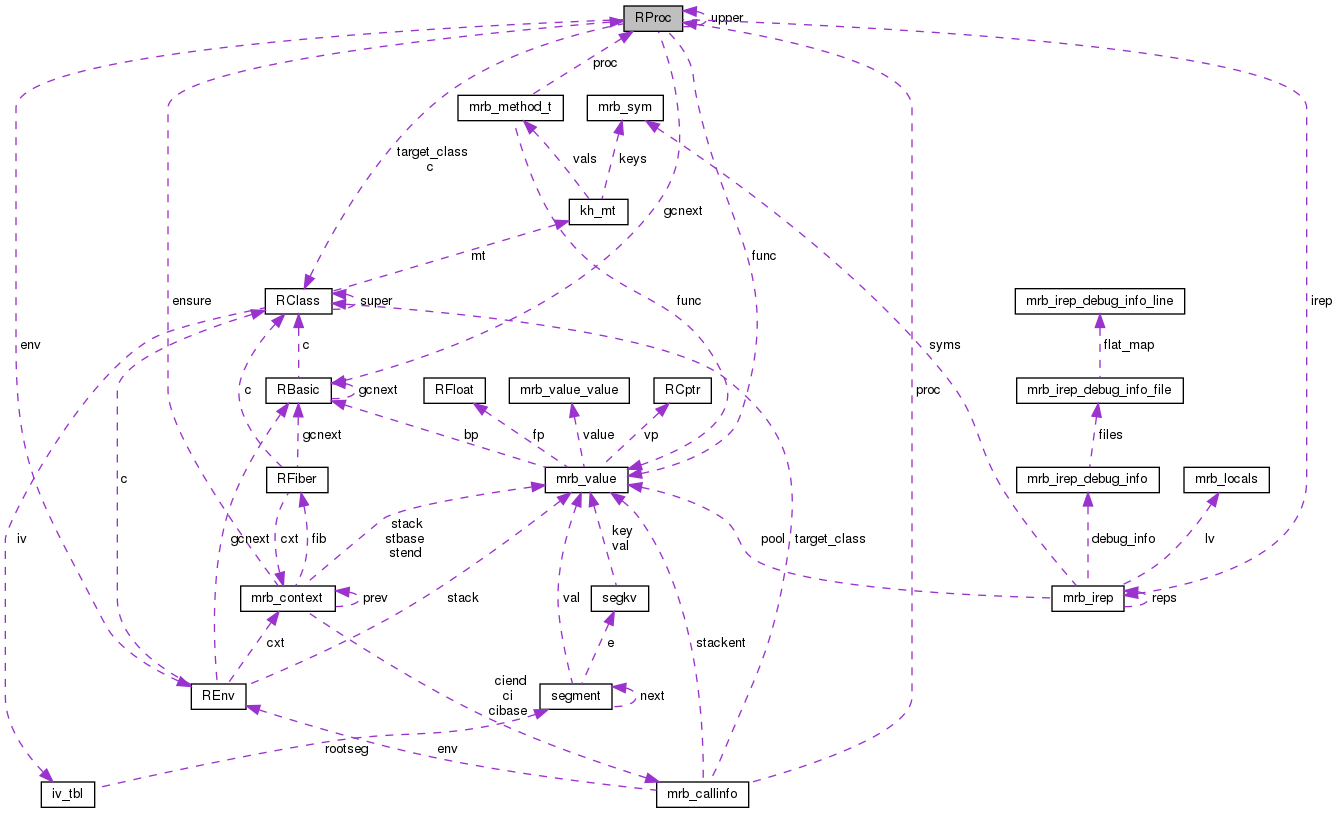 RProc
upper
proc
mrb_method_t
mrb_sym
target_class
c
vals
keys
kh_mt
gcnext
mt
func
RClass
super
ensure
func
mrb_irep_debug_info_line
irep
env
c
syms
flat_map
RBasic
gcnext
RFloat
mrb_value_value
RCptr
c
proc
mrb_irep_debug_info_file
gcnext
bp
fp
value
vp
files
c
RFiber
mrb_value
mrb_irep_debug_info
mrb_locals
iv
gcnext
cxt
fib
stack
stbase
stend
key
val
pool
target_class
debug_info
lv
mrb_context
prev
stack
val
segkv
mrb_irep
reps
cxt
e
stackent
REnv
ciend
ci
cibase
segment
next
rootseg
env
iv_tbl
mrb_callinfo